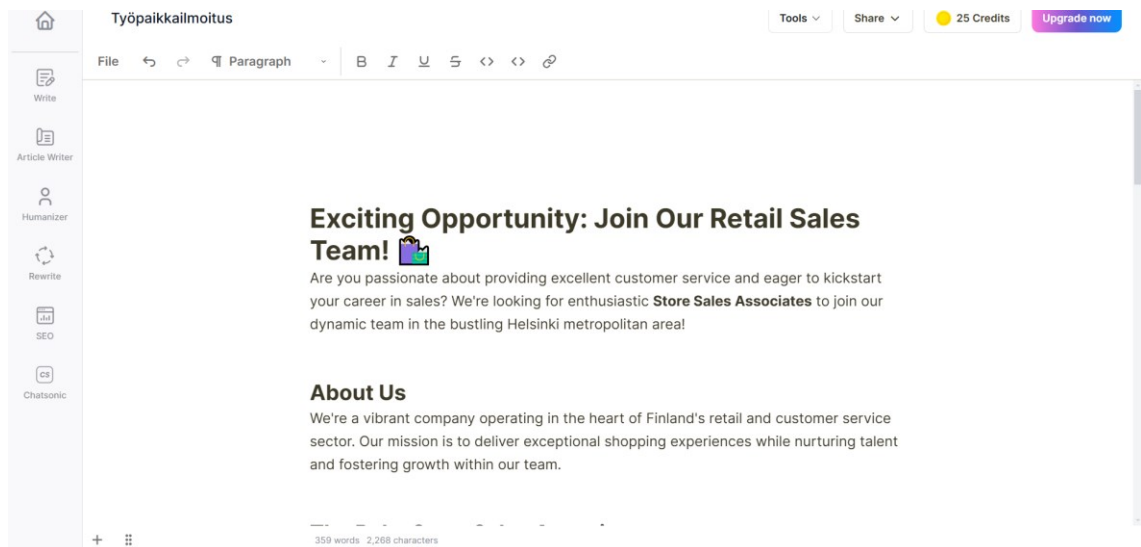 Työpaikkailmoitus
Tools
Share
25 Credits
Upgrade now
File
Paragraph
B I U S
Write
Article Writer
Humanizer
Rewrite
SEO
CS
Chatsonic
Exciting Opportunity: Join Our Retail Sales
Team!
Are you passionate about providing excellent customer service and eager to kickstart
your career in sales? We're looking for enthusiastic Store Sales Associates to join our
dynamic team in the bustling Helsinki metropolitan area!
About Us
We're a vibrant company operating in the heart of Finland's retail and customer service
sector. Our mission is to deliver exceptional shopping experiences while nurturing talent
and fostering growth within our team.
359 words 2,268 characters